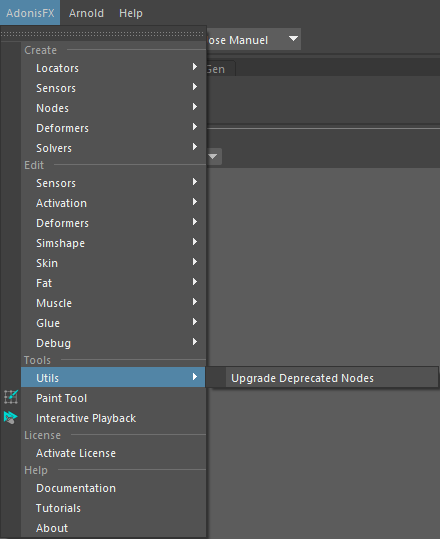 AdonisFX Arnold Help
ose Manuel
Gen
Create
Locators
Sensors
Nodes
Deformers
Solvers
Edit
Sensors
Activation
Deformers
Simshape
Skin
Fat
Muscle
Glue
Debug
Tools
Utils
Upgrade Deprecated Nodes
Paint Tool
Interactive Playback
License
Activate License
Help
Documentation
Tutorials
About